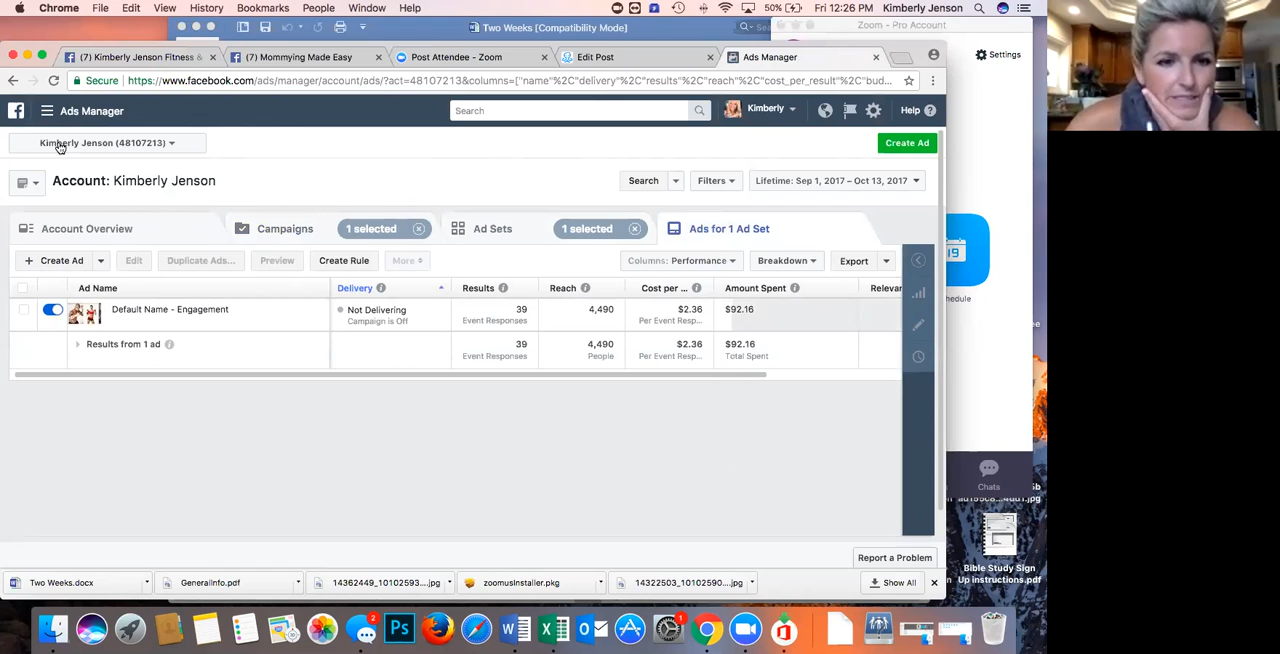 Chrome File Edit View History Bookmarks People Window Help 50% Fri 12:26 PM Kimberly Jenson
Two Weeks [Compatibility Mode] Zoom - Pro Account
(7) Kimberly Jenson Fitness & (7) Mommying Made Easy Post Attendee - Zoom Edit Post Ads Manager
Secure https://www.facebook.com/ads/manager/account/ads/?act=48107213&columns=["name"%2C"delivery"%2C"results"%2C"reach"%2C"cost_per_result"%2C"bud
Settings
Ads Manager Search Kimberly Help
Kimberly Jenson (48107213) Create Ad
Account: Kimberly Jenson Search Filters Lifetime: Sep 1, 2017 – Oct 13, 2017
Account Overview Campaigns 1 selected Ad Sets 1 selected Ads for 1 Ad Set
+ Create Ad Edit Duplicate Ads... Preview Create Rule More Columns: Performance Breakdown Export
19
Ad Name Delivery Results Reach Cost per ... Amount Spent Relevan
hedule
Default Name - Engagement Not Delivering 39 4,490 $2.36 $92.16
Campaign is Off Event Responses Per Event Resp...
Results from 1 ad 39 4,490 $2.36 $92.16
Event Responses People Per Event Resp... Total Spent
Chats
Report a Problem
Bible Study Sign
Up instructions.pdf
Two Weeks.docx GeneralInfo.pdf 14362449_10102593....jpg zoomusInstaller.pkg 14322503_10102590....jpg Show All
2 Ps 1